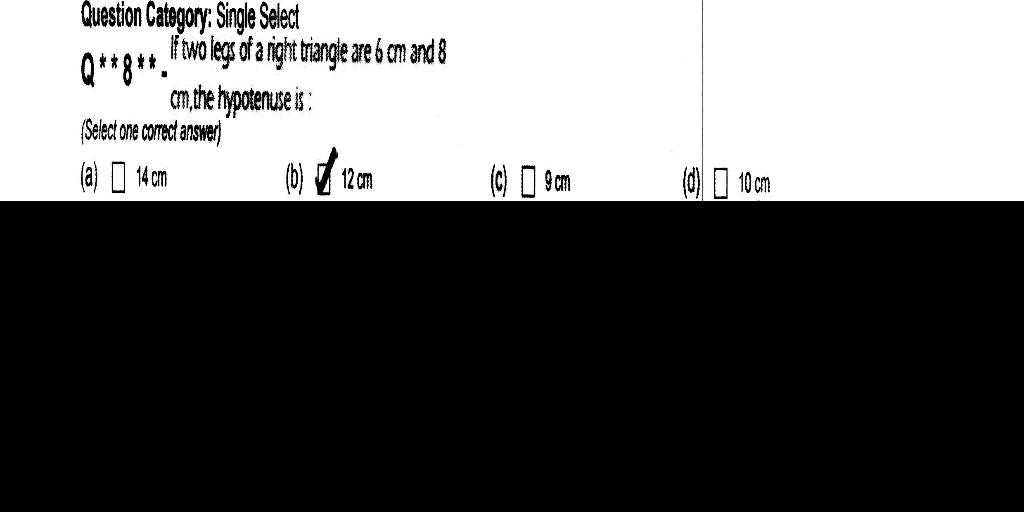 Question Category: Single Select
Q**8**- If two legs of a right triangle are 6 cm and 8
cm,the hypotenuse is :
(Select one correct answer)
(a) 14 cm (b) 12 cm (c) 9 cm (d) 10 cm